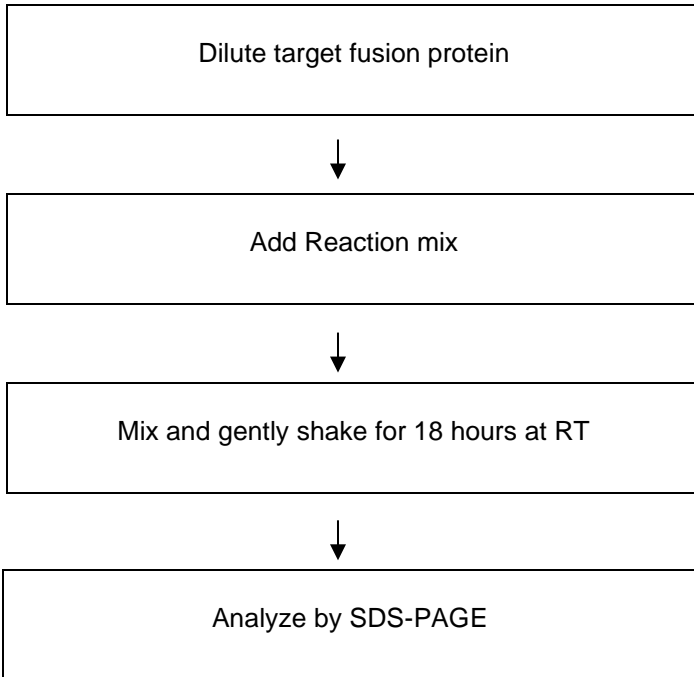 Dilute target fusion protein
Add Reaction mix
Mix and gently shake for 18 hours at RT
Analyze by SDS-PAGE